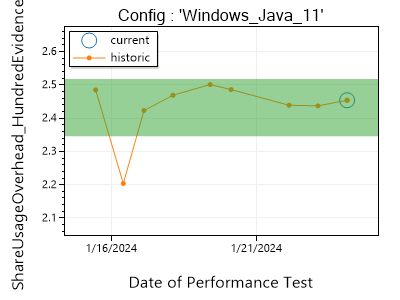 Config : 'Windows_Java_11'
current
historic
ShareUsageOverhead_HundredEvidence
2.6
2.5
2.4
2.3
2.2
2.1
1/16/2024
1/21/2024
Date of Performance Test